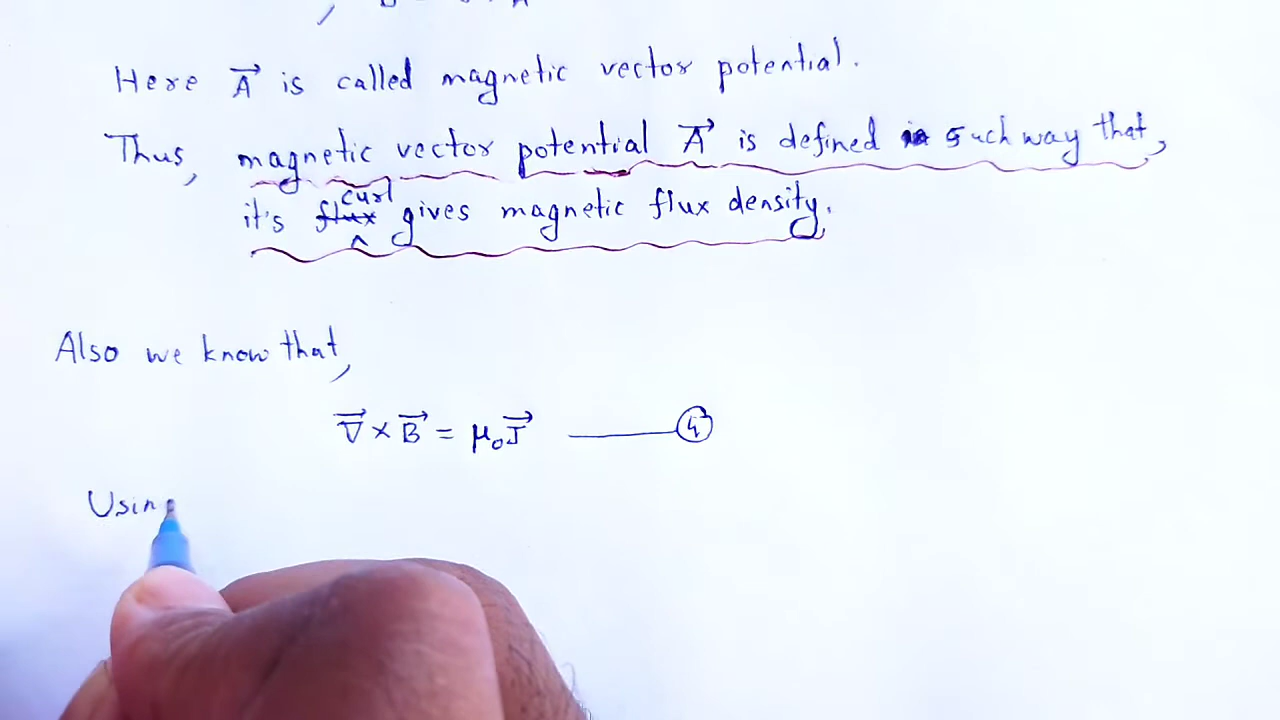 Here A⃗ is called magnetic vector potential.
Thus, magnetic vector potential A⃗ is defined in such way that,
it's flux curl gives magnetic flux density.
Also we know that,
∇⃗ × B⃗ = μ₀J⃗ ——— ④
Usin